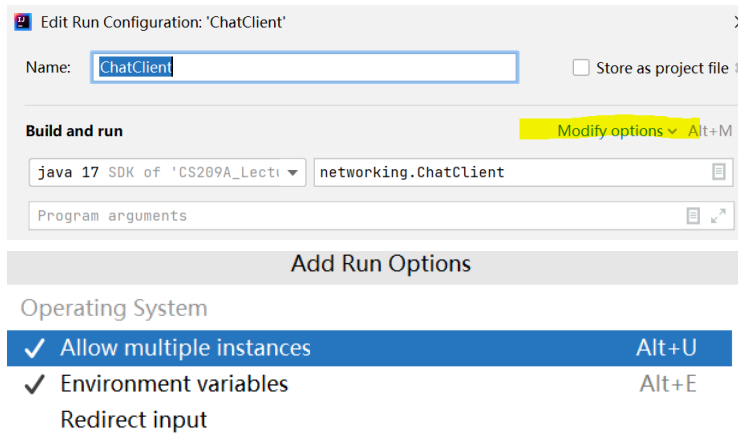 Edit Run Configuration: 'ChatClient'
Name: ChatClient Store as project file
Build and run Modify options Alt+M
java 17 SDK of 'CS209A_Lectu networking.ChatClient
Program arguments
Add Run Options
Operating System
Allow multiple instances Alt+U
Environment variables Alt+E
Redirect input